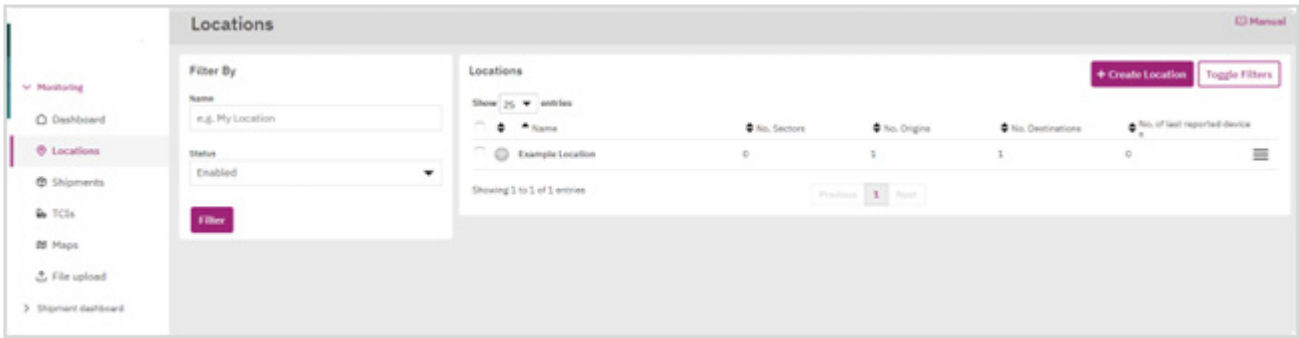 Locations
Manual
Monitoring
Dashboard
Locations
Shipments
TCIs
Maps
File upload
Shipment dashboard
Filter By
Name
e.g. My Location
Status
Enabled
Filter
Locations
+ Create Location
Toggle Filters
Show 25 entries
Name No. Sectors No. Origins No. Destinations No. of last reported device
s
Example Location 0 1 1 0
Showing 1 to 1 of 1 entries
Previous 1 Next